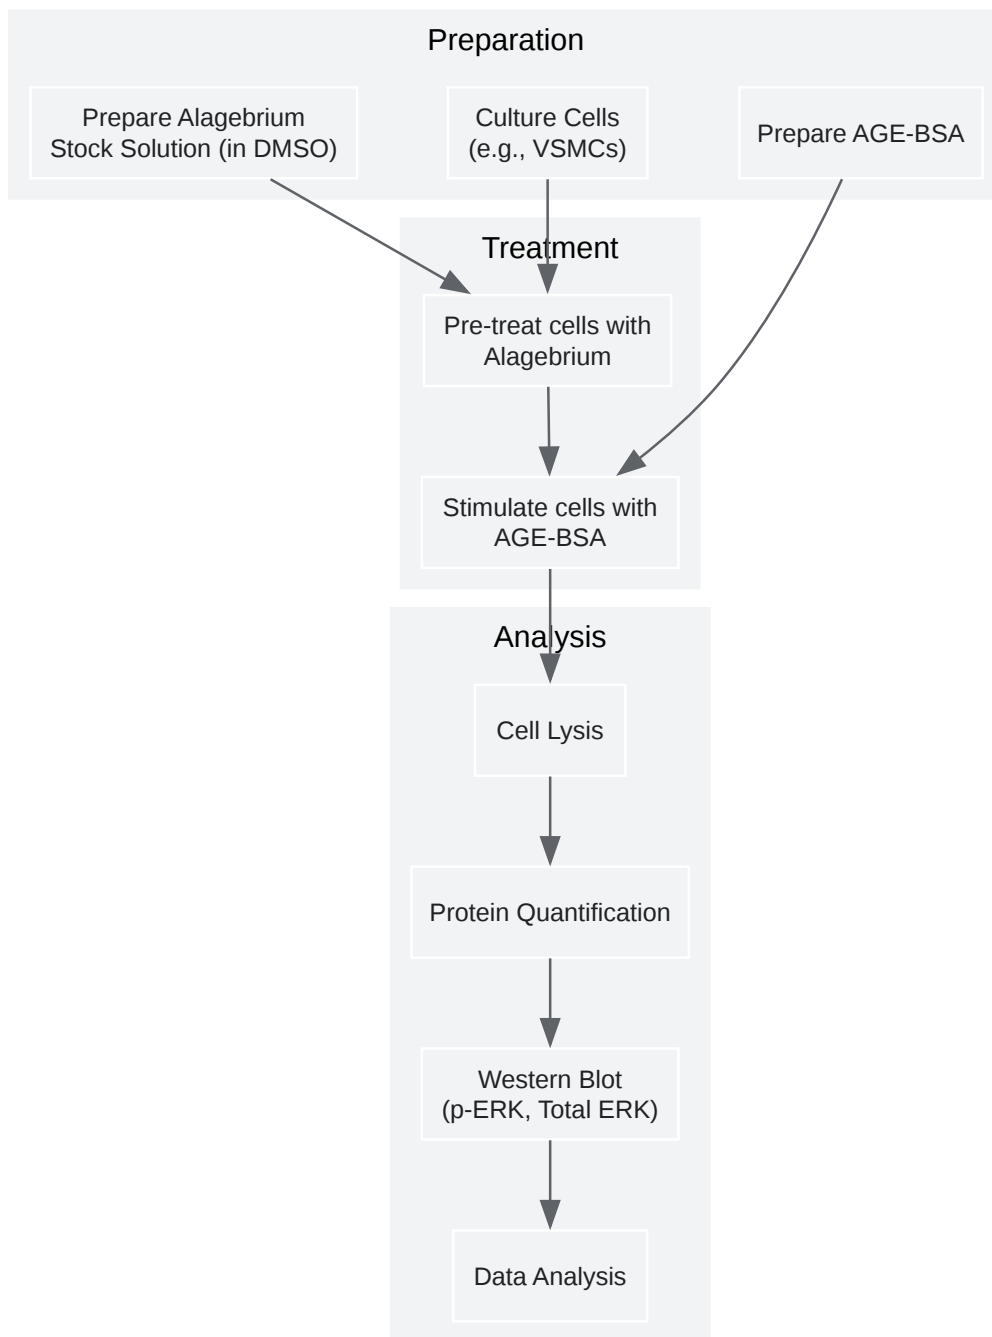 Preparation
Prepare Alagebrium
Stock Solution (in DMSO)
Culture Cells
(e.g., VSMCs)
Prepare AGE-BSA
Treatment
Pre-treat cells with
Alagebrium
Stimulate cells with
AGE-BSA
Analysis
Cell Lysis
Protein Quantification
Western Blot
(p-ERK, Total ERK)
Data Analysis